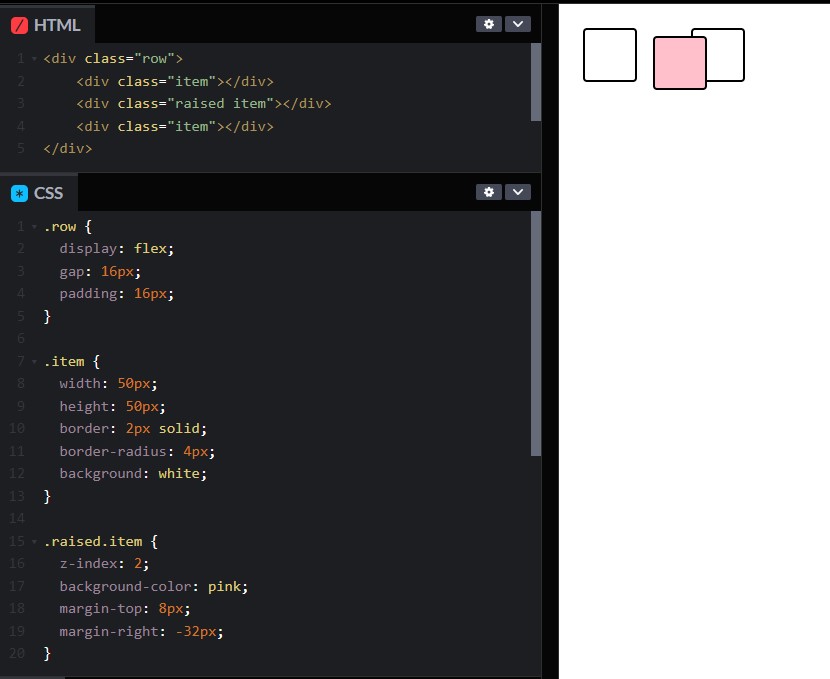 / HTML
1 <div class="row">
2 <div class="item"></div>
3 <div class="raised item"></div>
4 <div class="item"></div>
5 </div>
* CSS
1 .row {
2 display: flex;
3 gap: 16px;
4 padding: 16px;
5 }
6
7 .item {
8 width: 50px;
9 height: 50px;
10 border: 2px solid;
11 border-radius: 4px;
12 background: white;
13 }
14
15 .raised.item {
16 z-index: 2;
17 background-color: pink;
18 margin-top: 8px;
19 margin-right: -32px;
20 }